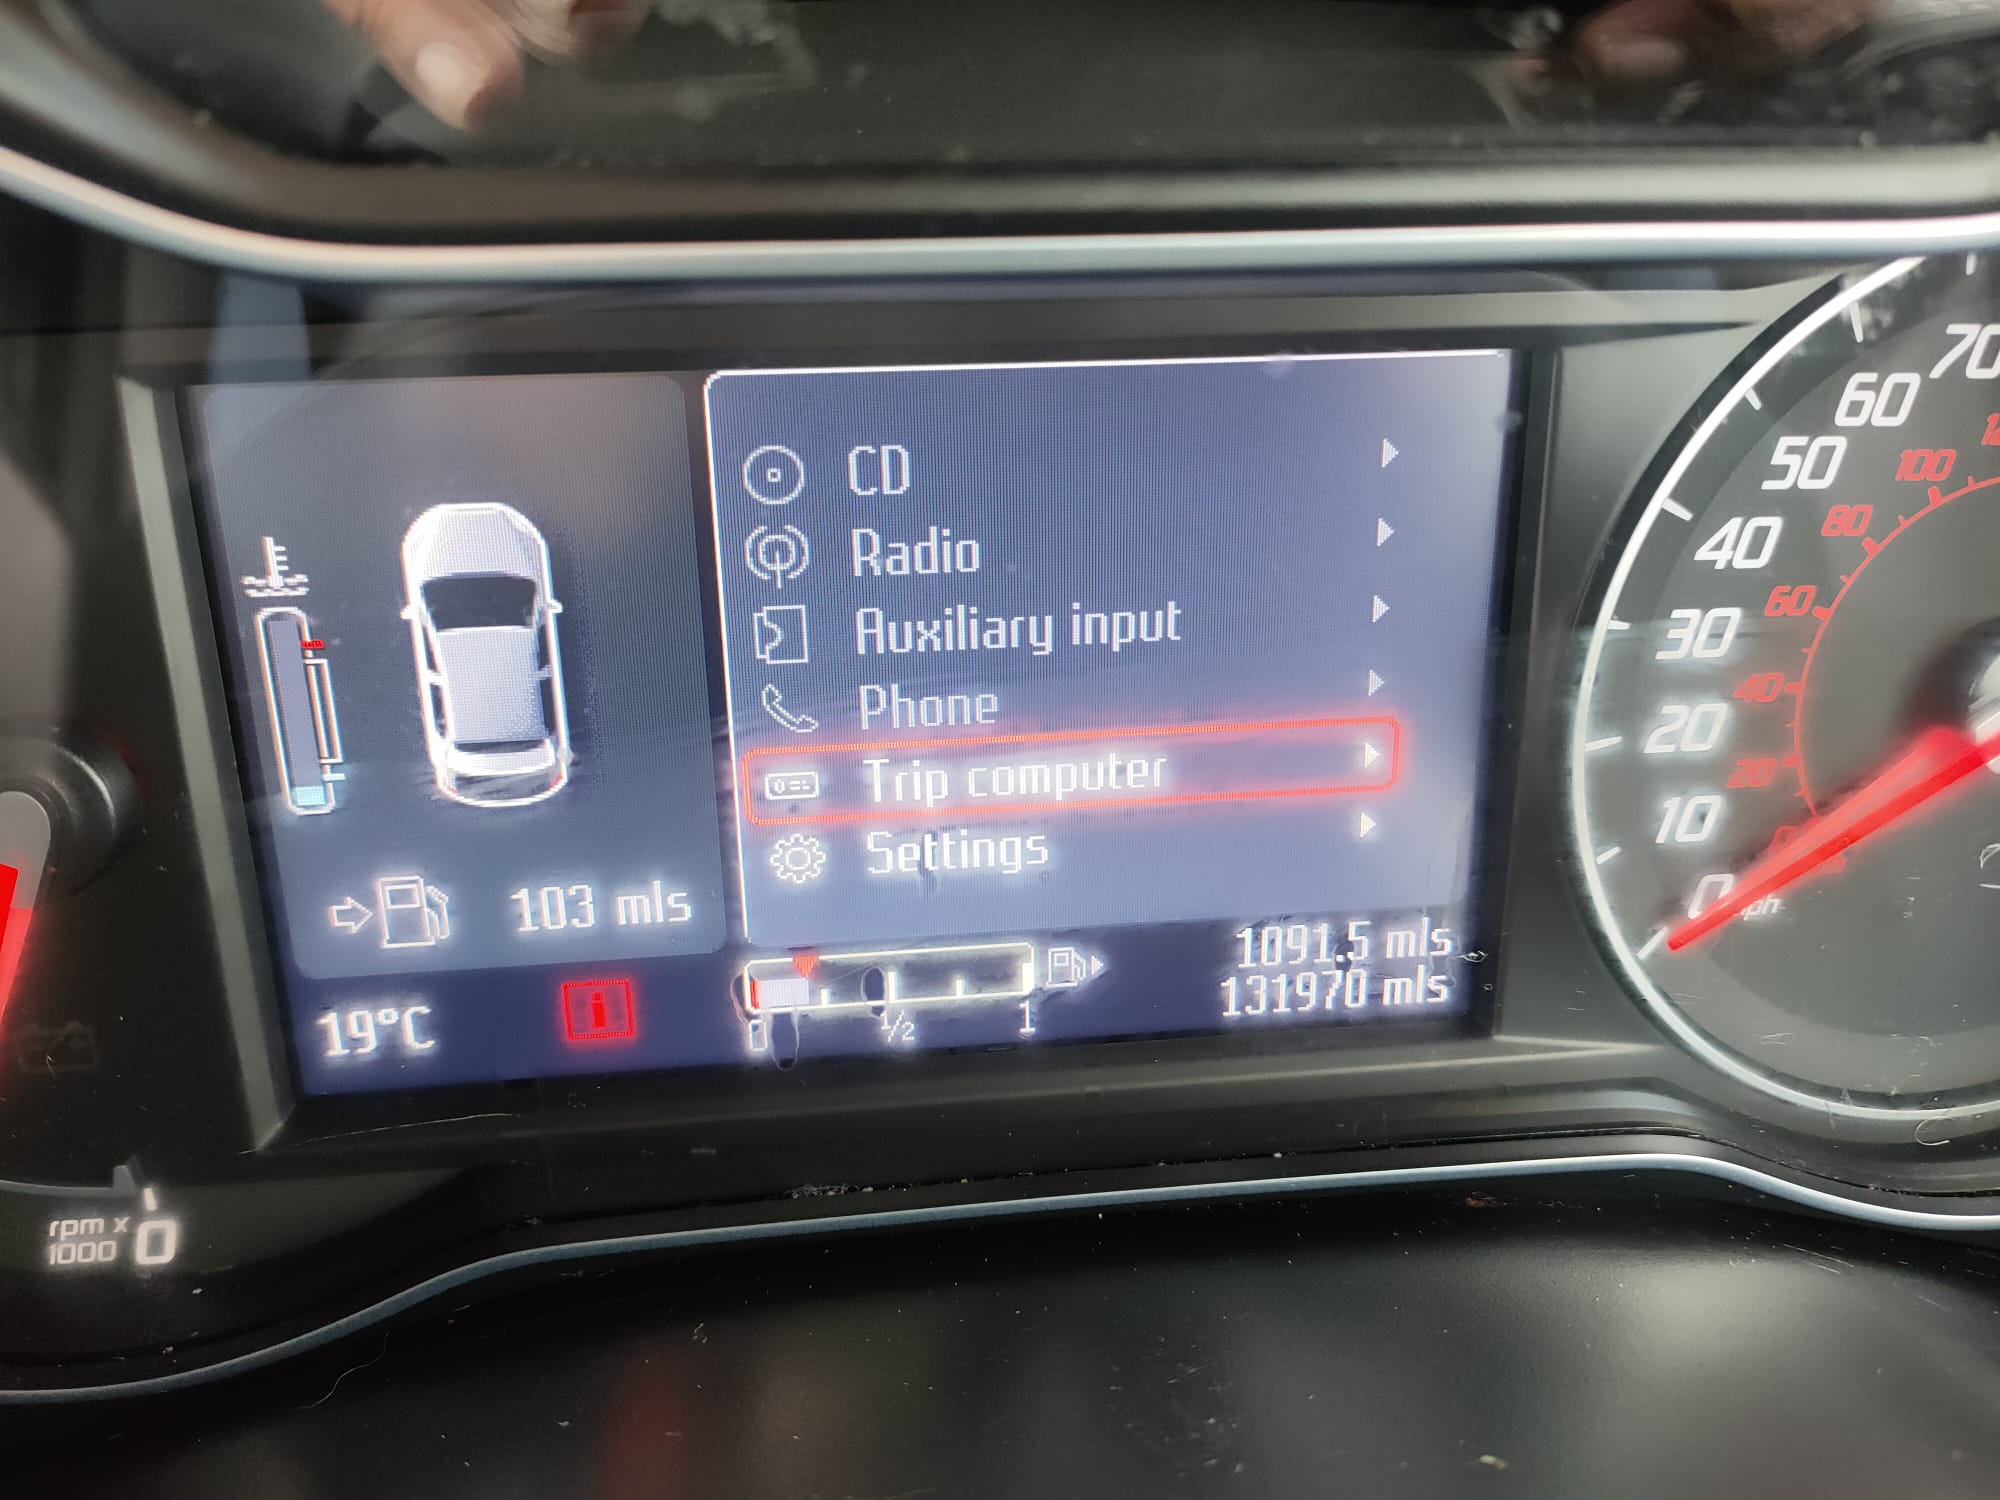 CD
Radio
Auxiliary input
Phone
Trip computer
Settings
103 mls
19°C
i
0
1/2
1
1091.5 mls
131970 mls
70
60
50
40
30
20
10
0
mph
100
80
60
40
20
rpm x
1000
0